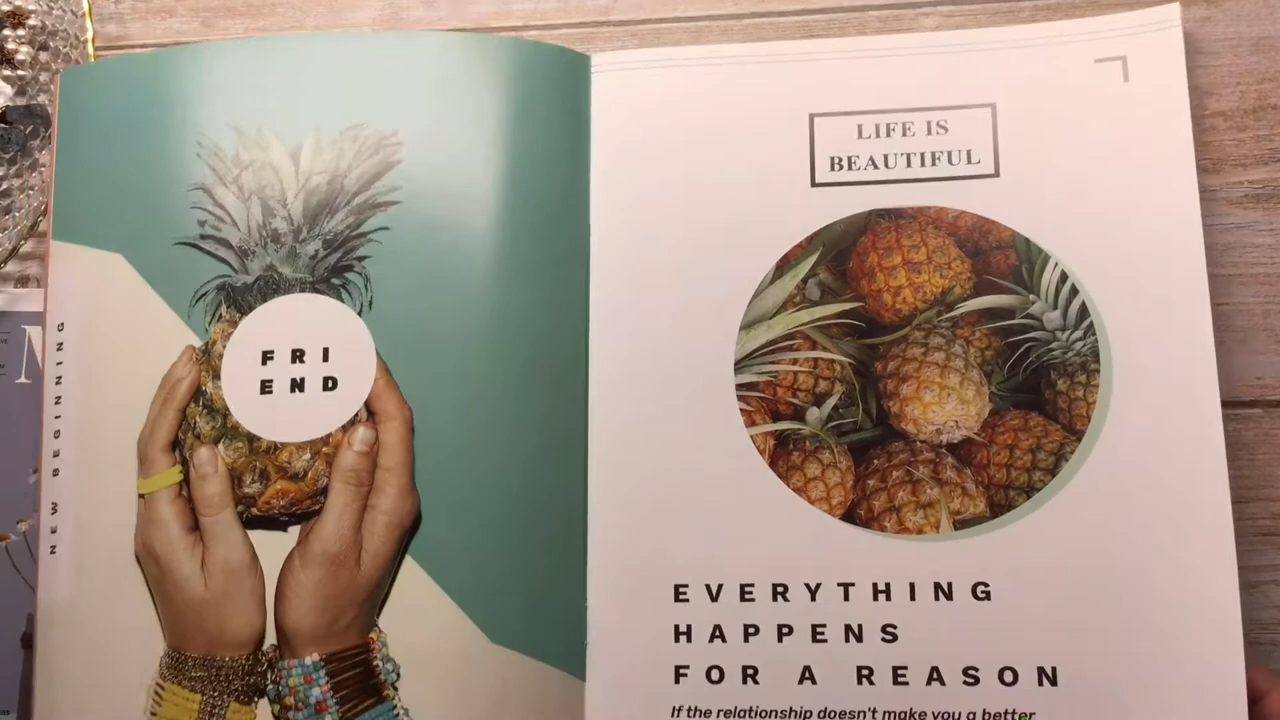 NEW BEGINNING
FRI
END
LIFE IS
BEAUTIFUL
EVERYTHING
HAPPENS
FOR A REASON
If the relationship doesn't make you a better